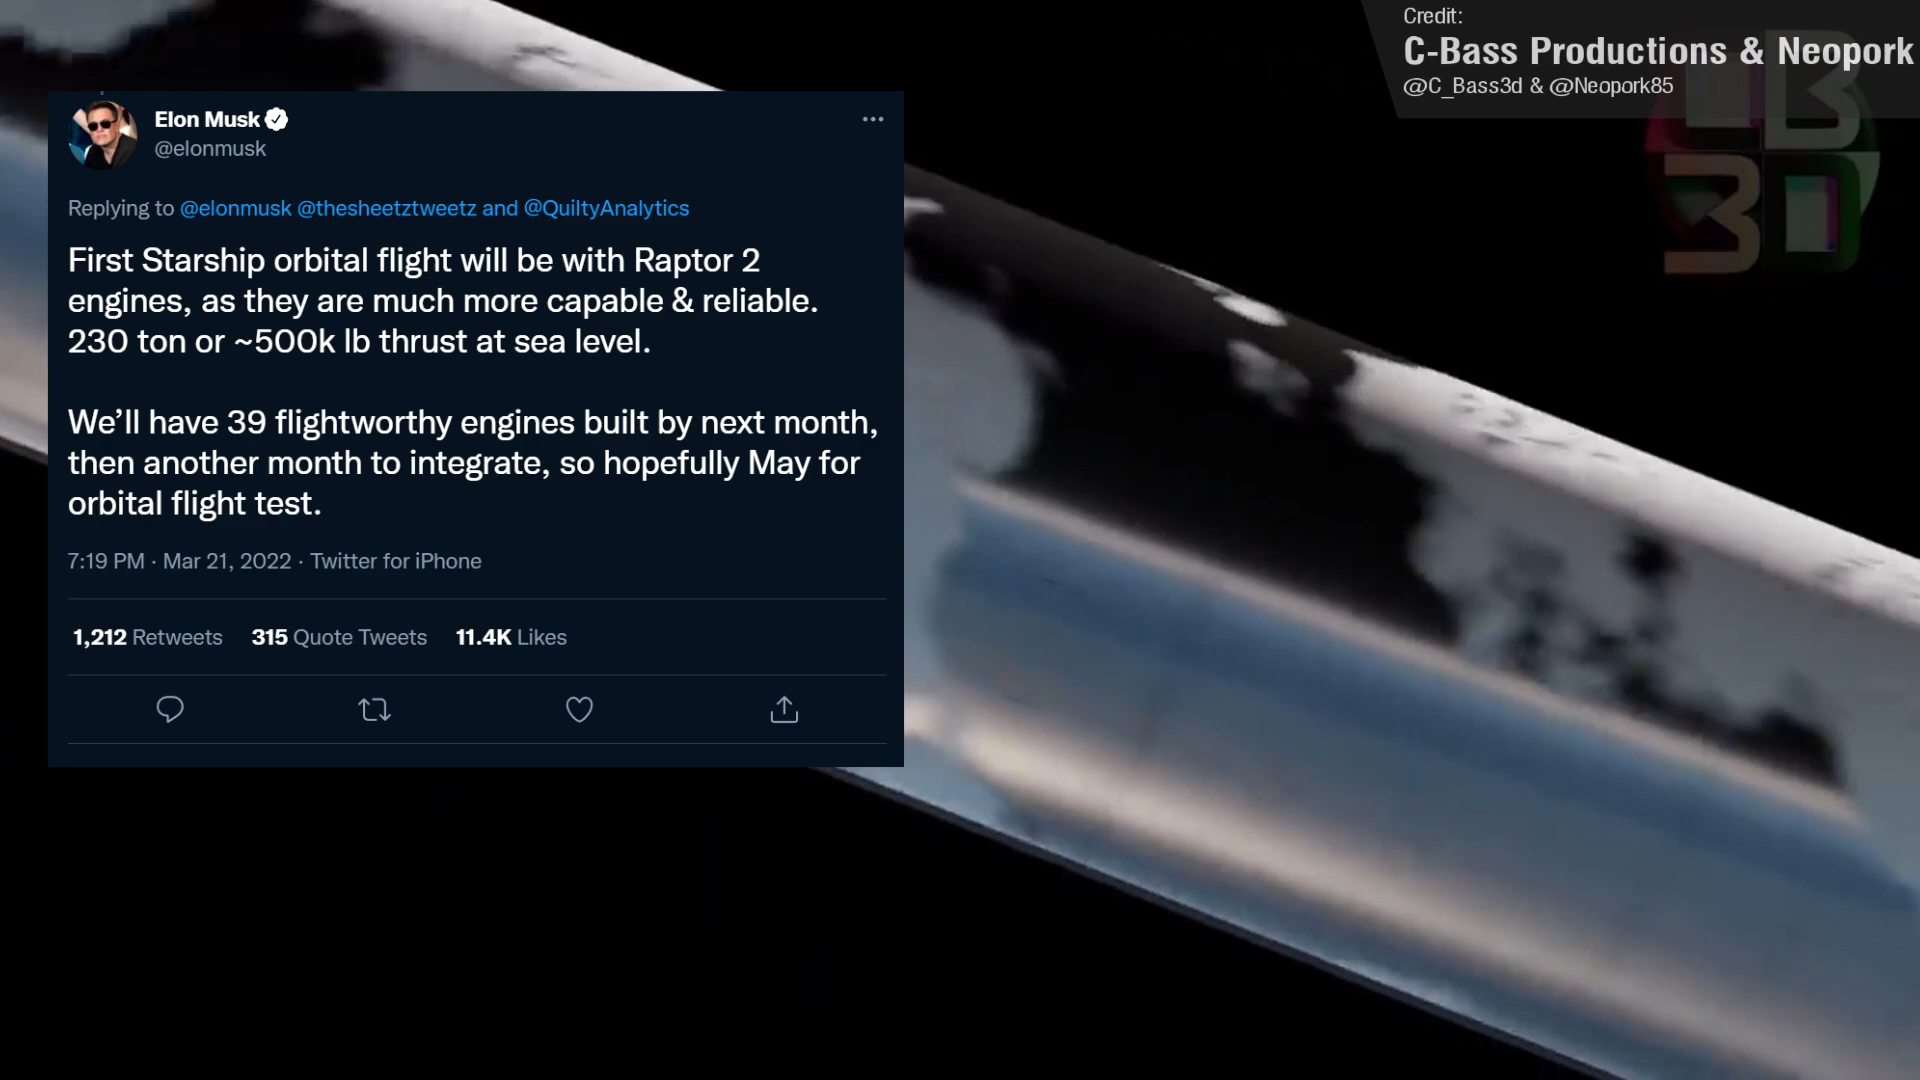 Credit:
C-Bass Productions & Neopork
@C_Bass3d & @Neopork85
Elon Musk
@elonmusk
Replying to @elonmusk @thesheetztweetz and @QuiltyAnalytics
First Starship orbital flight will be with Raptor 2
engines, as they are much more capable & reliable.
230 ton or ~500k lb thrust at sea level.
We’ll have 39 flightworthy engines built by next month,
then another month to integrate, so hopefully May for
orbital flight test.
7:19 PM · Mar 21, 2022 · Twitter for iPhone
1,212 Retweets 315 Quote Tweets 11.4K Likes
CB
3D